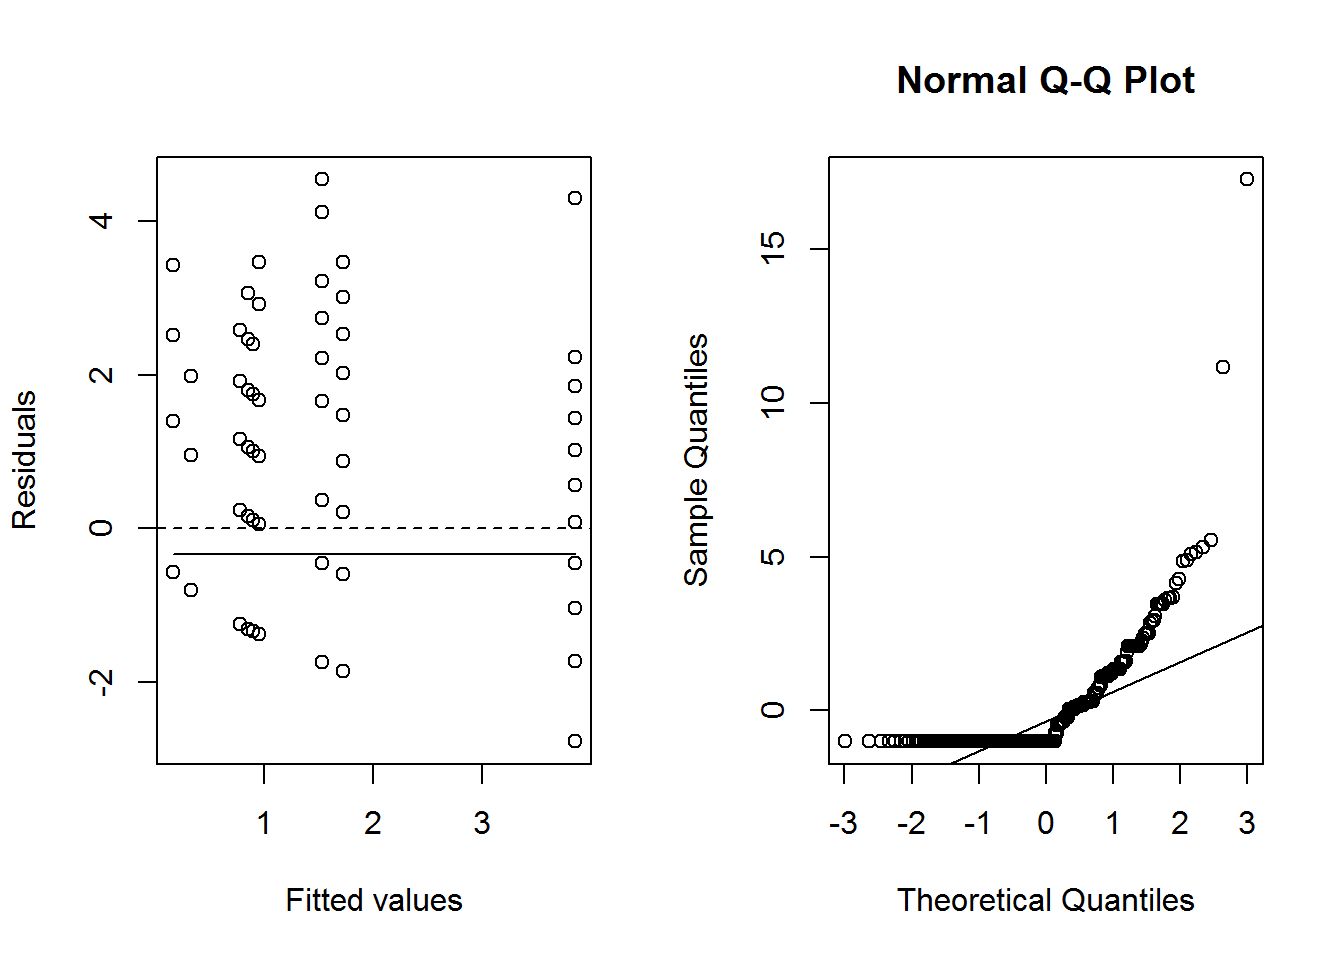 Residuals
4
2
0
-2
1 2 3
Fitted values
Normal Q-Q Plot
Sample Quantiles
15
10
5
0
-3 -2 -1 0 1 2 3
Theoretical Quantiles